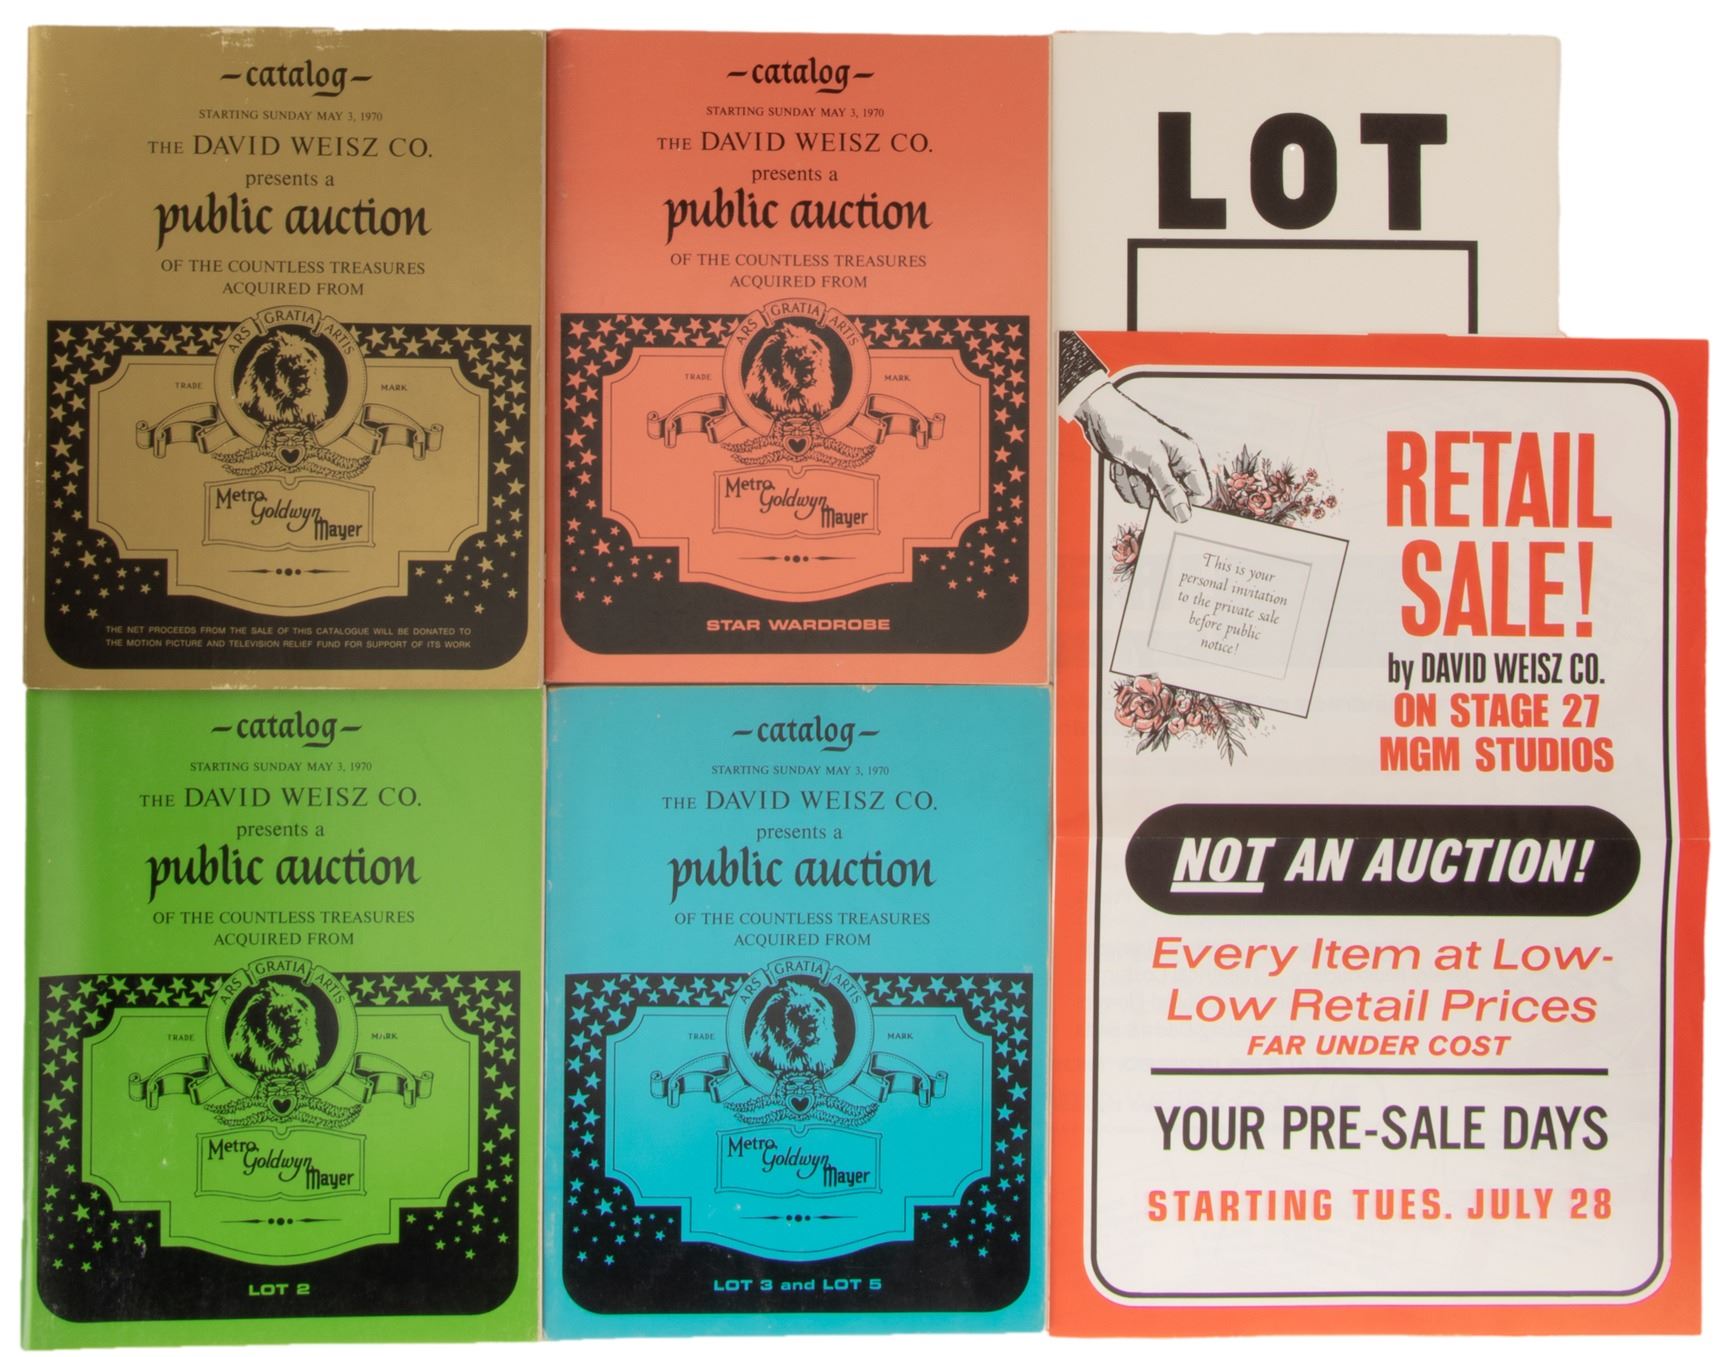 -catalog-
STARTING SUNDAY MAY 3, 1970
THE DAVID WEISZ CO.
presents a
public auction
OF THE COUNTLESS TREASURES
ACQUIRED FROM
ARS GRATIA ARTIS
TRADE MARK
Metro
Goldwyn
Mayer
THE NET PROCEEDS FROM THE SALE OF THIS CATALOGUE WILL BE DONATED TO
THE MOTION PICTURE AND TELEVISION RELIEF FUND FOR SUPPORT OF ITS WORK
-catalog-
STARTING SUNDAY MAY 3, 1970
THE DAVID WEISZ CO.
presents a
public auction
OF THE COUNTLESS TREASURES
ACQUIRED FROM
ARS GRATIA ARTIS
TRADE MARK
Metro
Goldwyn
Mayer
STAR WARDROBE
LOT
-catalog-
STARTING SUNDAY MAY 3, 1970
THE DAVID WEISZ CO.
presents a
public auction
OF THE COUNTLESS TREASURES
ACQUIRED FROM
ARS GRATIA ARTIS
TRADE MARK
Metro
Goldwyn
Mayer
LOT 2
-catalog-
STARTING SUNDAY MAY 3, 1970
THE DAVID WEISZ CO.
presents a
public auction
OF THE COUNTLESS TREASURES
ACQUIRED FROM
ARS GRATIA ARTIS
TRADE MARK
Metro
Goldwyn
Mayer
LOT 3 and LOT 5
This is your
personal invitation
to the private sale
before public
notice!
RETAIL
SALE!
by DAVID WEISZ CO.
ON STAGE 27
MGM STUDIOS
NOT AN AUCTION!
Every Item at Low-
Low Retail Prices
FAR UNDER COST
YOUR PRE-SALE DAYS
STARTING TUES. JULY 28